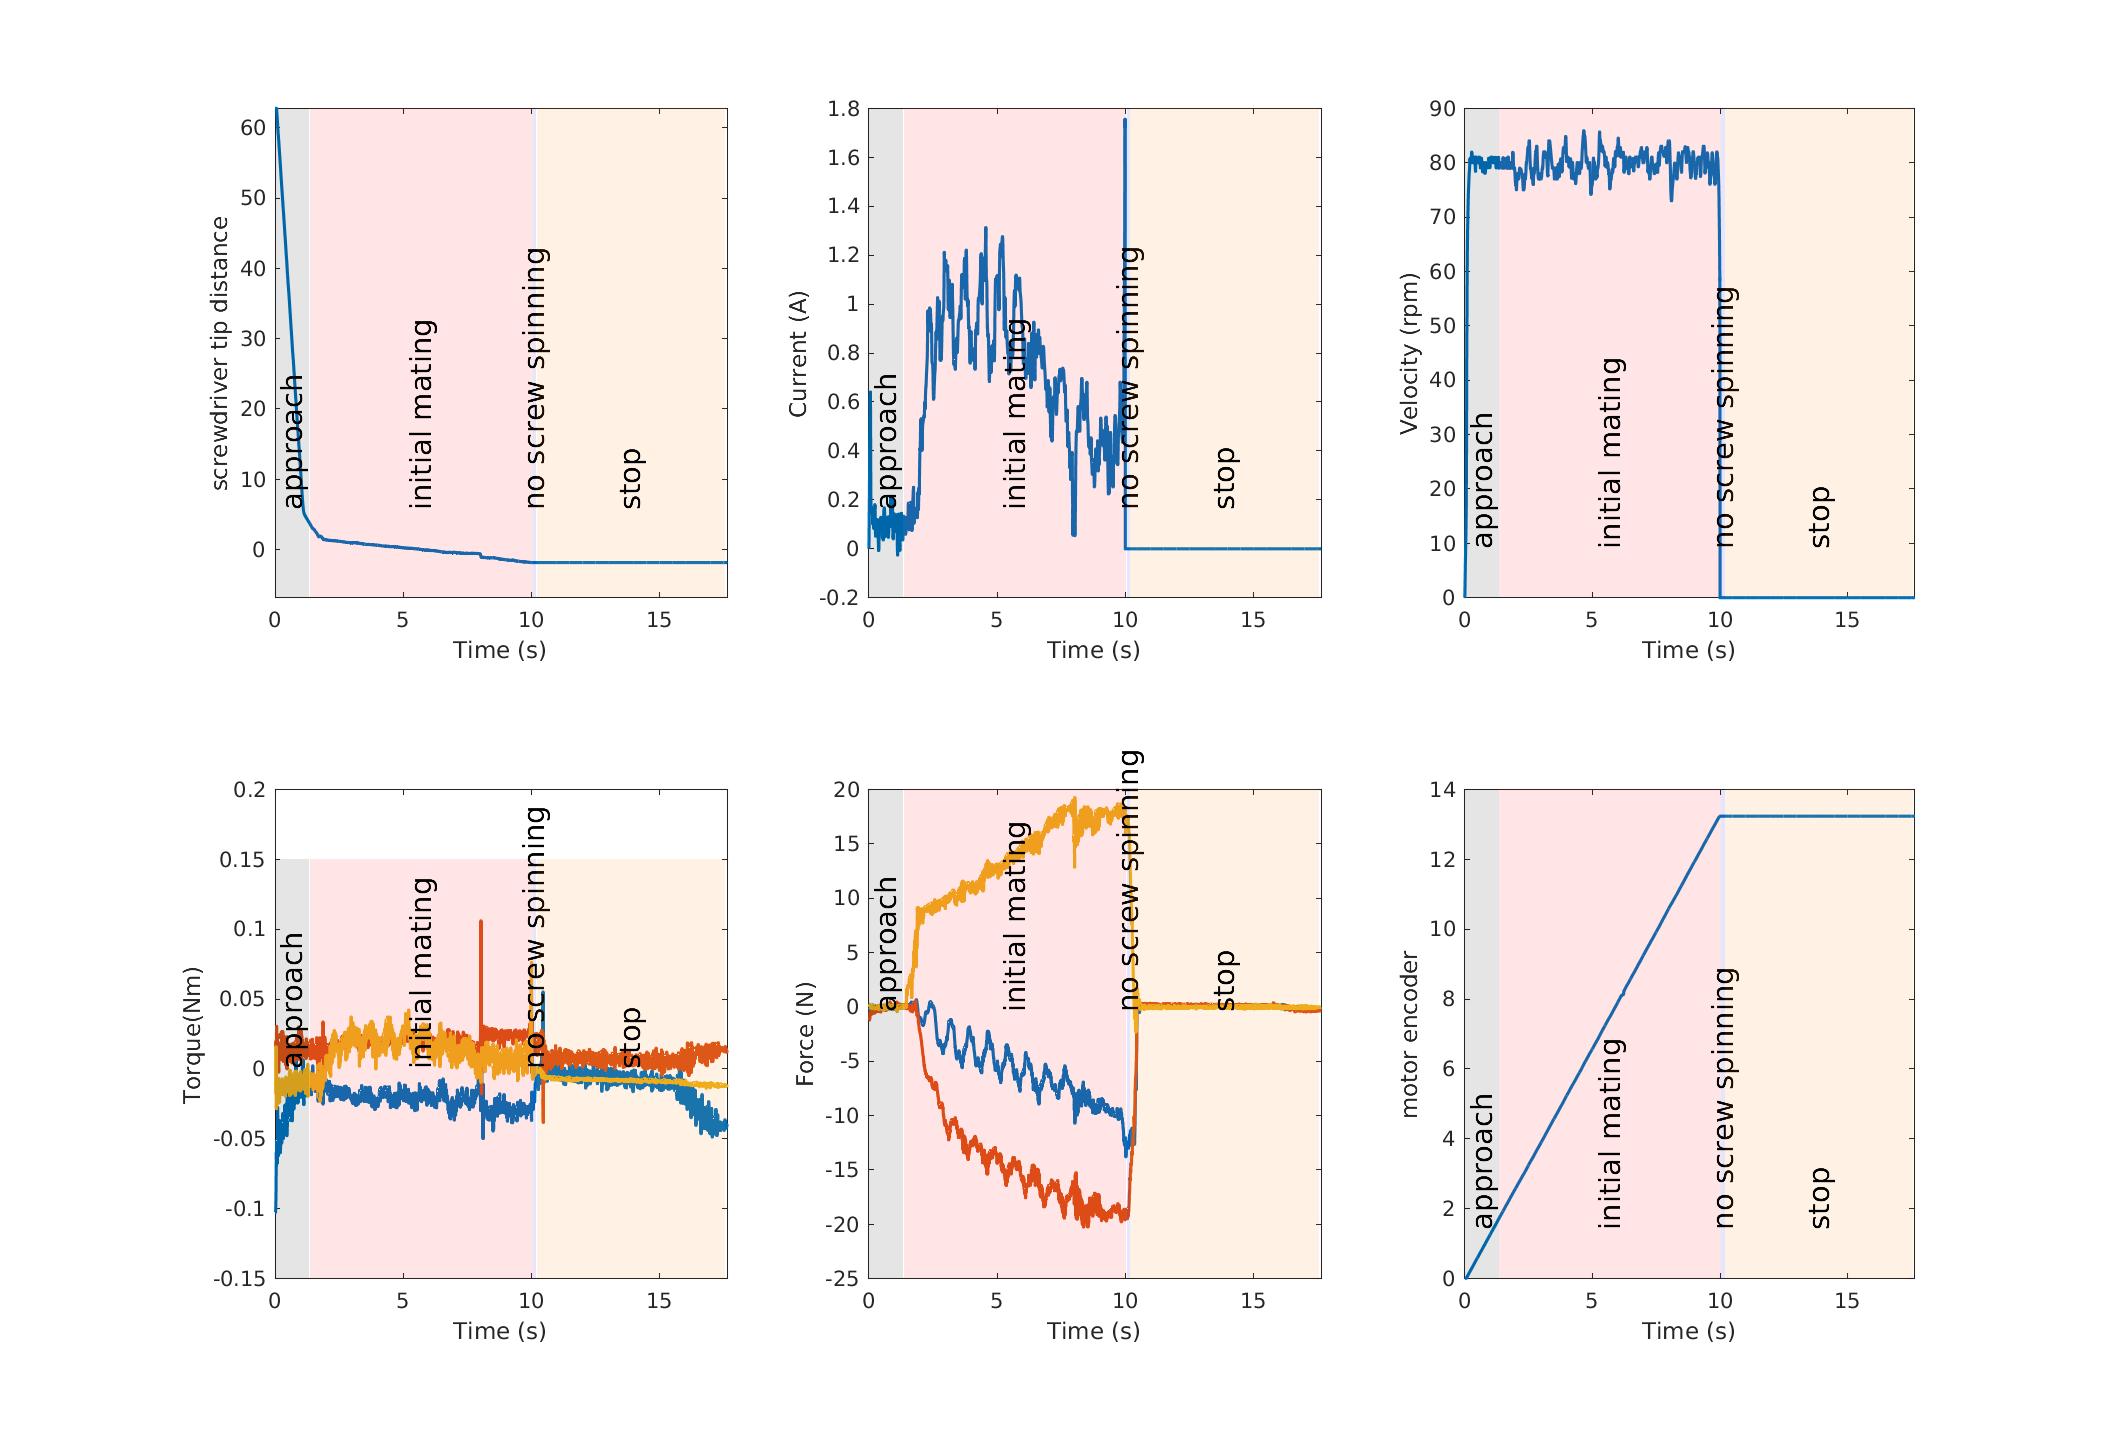 screwdriver tip distance
60
50
40
30
20
10
0
approach
initial mating
no screw spinning
stop
0 5 10 15
Time (s)
Current (A)
1.8
1.6
1.4
1.2
1
0.8
0.6
0.4
0.2
0
-0.2
approach
initial mating
no screw spinning
stop
0 5 10 15
Time (s)
Velocity (rpm)
90
80
70
60
50
40
30
20
10
0
approach
initial mating
no screw spinning
stop
0 5 10 15
Time (s)
Torque(Nm)
0.2
0.15
0.1
0.05
0
-0.05
-0.1
-0.15
approach
initial mating
no screw spinning
stop
0 5 10 15
Time (s)
Force (N)
20
15
10
5
0
-5
-10
-15
-20
-25
approach
initial mating
no screw spinning
stop
0 5 10 15
Time (s)
motor encoder
14
12
10
8
6
4
2
0
approach
initial mating
no screw spinning
stop
0 5 10 15
Time (s)